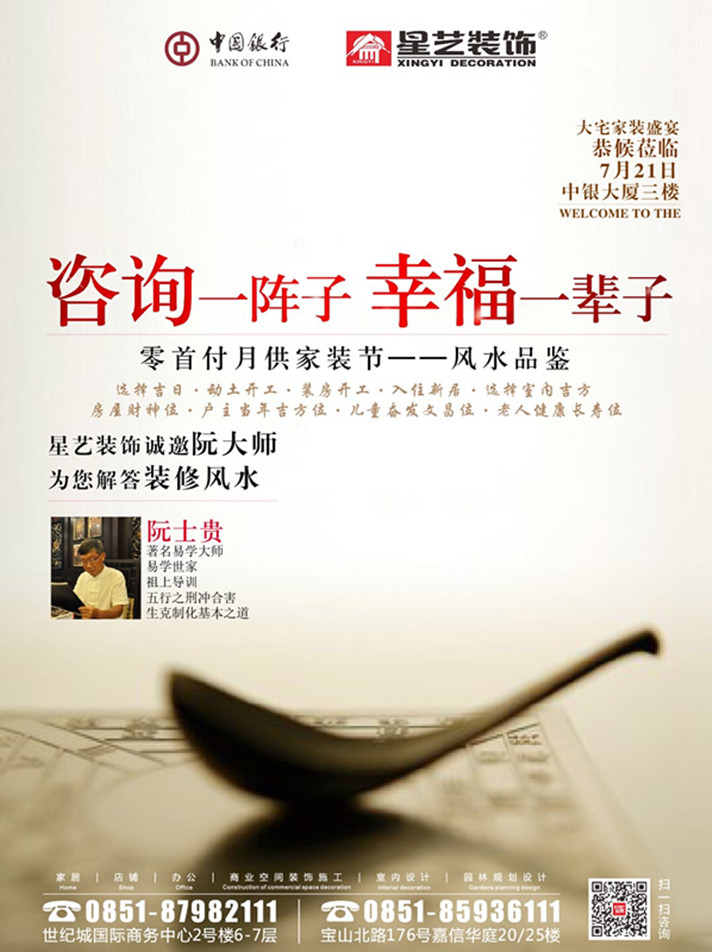 中国银行
BANK OF CHINA
XINGYI
星艺装饰®
XINGYI DECORATION
大宅家装盛宴
恭候莅临
7月21日
中银大厦三楼
WELCOME TO THE
咨询一阵子 幸福一辈子
零首付月供家装节——风水品鉴
选择吉日·动土开工·装房开工·入住新居·选择室内吉方
房屋财神位·户主当年吉方位·儿童奋发文昌位·老人健康长寿位
星艺装饰诚邀阮大师
为您解答装修风水
阮士贵
著名易学大师
易学世家
祖上导训
五行之刑冲合害
生克制化基本之道
家居 | 店铺 | 办公 | 商业空间装饰施工 | 室内设计 | 园林规划设计
Home Shop Office Construction of commercial space decoration Interior decoration Gardens planning design
0851-87982111
世纪城国际商务中心2号楼6-7层
0851-85936111
宝山北路176号嘉信华庭20/25楼
扫一扫咨询